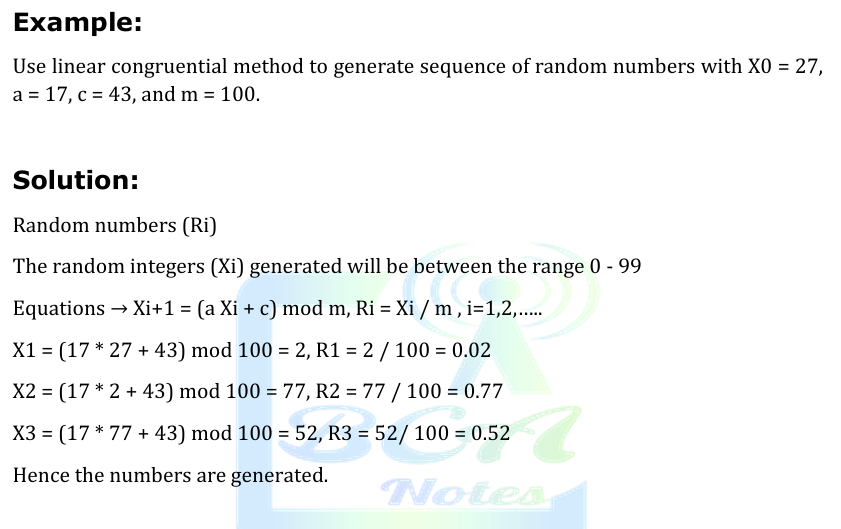 Example:
Use linear congruential method to generate sequence of random numbers with X0 = 27,
a = 17, c = 43, and m = 100.
Solution:
Random numbers (Ri)
The random integers (Xi) generated will be between the range 0 - 99
Equations → Xi+1 = (a Xi + c) mod m, Ri = Xi / m , i=1,2,.....
X1 = (17 * 27 + 43) mod 100 = 2, R1 = 2 / 100 = 0.02
X2 = (17 * 2 + 43) mod 100 = 77, R2 = 77 / 100 = 0.77
X3 = (17 * 77 + 43) mod 100 = 52, R3 = 52/ 100 = 0.52
Hence the numbers are generated.
BCA
Notes